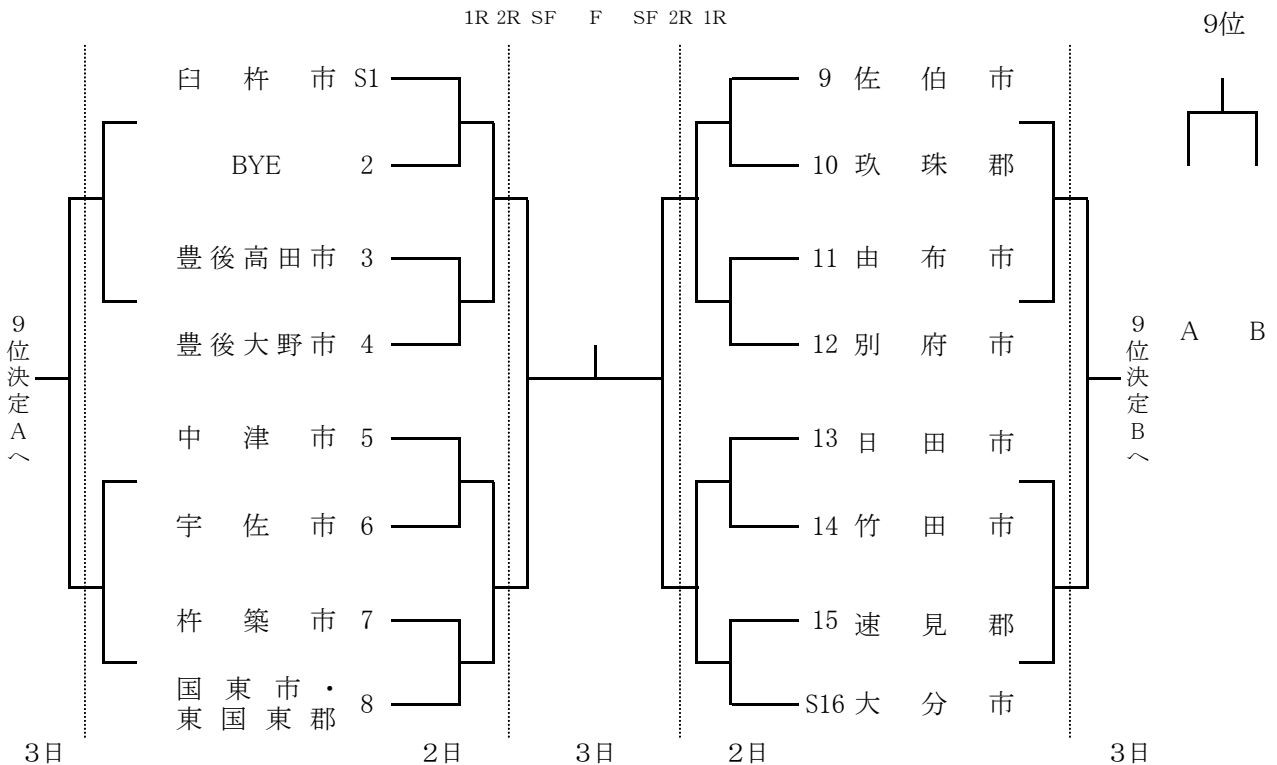 1R 2R SF F SF 2R 1R
9位
臼杵市 S1
BYE 2
豊後高田市 3
豊後大野市 4
中津市 5
宇佐市 6
杵築市 7
国東市・
東国東郡 8
9 佐伯市
10 玖珠郡
11 由布市
12 別府市
13 日田市
14 竹田市
15 速見郡
S16 大分市
9位決定Aへ
9位決定Bへ
A B
3日 2日 3日 2日 3日